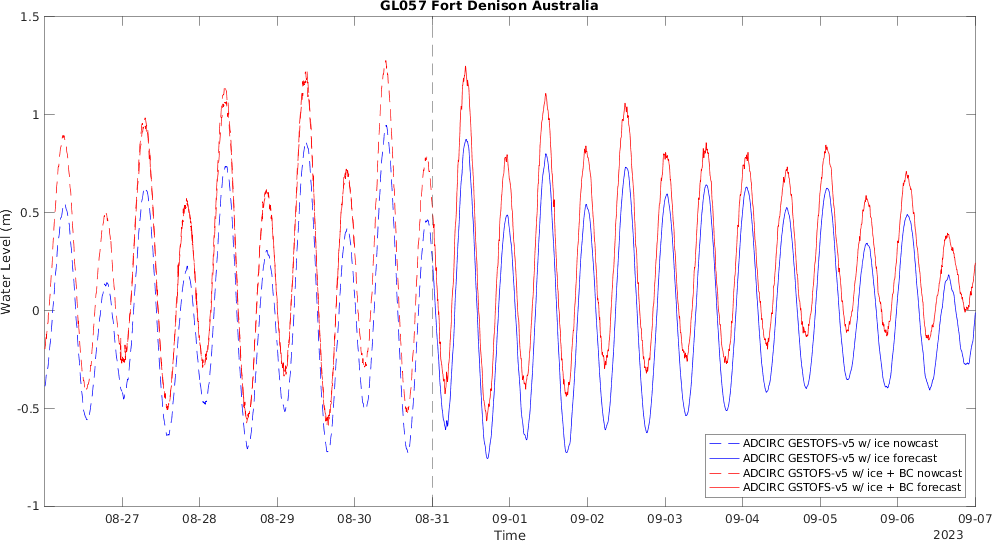 GL057 Fort Denison Australia
Water Level (m)
1.5
1
0.5
0
-0.5
-1
ADCIRC GESTOFS-v5 w/ ice nowcast
ADCIRC GESTOFS-v5 w/ ice forecast
ADCIRC GSTOFS-v5 w/ ice + BC nowcast
ADCIRC GSTOFS-v5 w/ ice + BC forecast
08-27 08-28 08-29 08-30 08-31 09-01 09-02 09-03 09-04 09-05 09-06 09-07
Time
2023